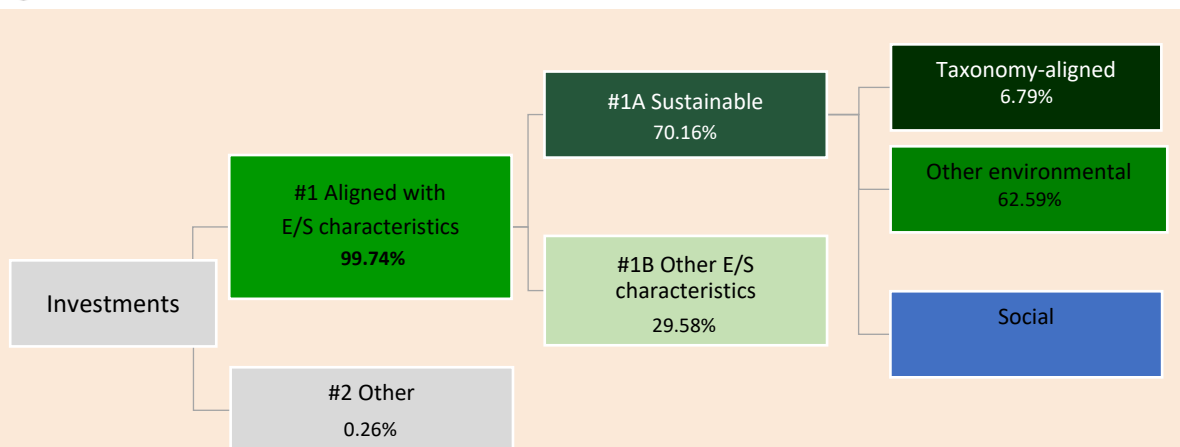 Investments
#1 Aligned with
E/S characteristics
99.74%
#2 Other
0.26%
#1A Sustainable
70.16%
#1B Other E/S
characteristics
29.58%
Taxonomy-aligned
6.79%
Other environmental
62.59%
Social